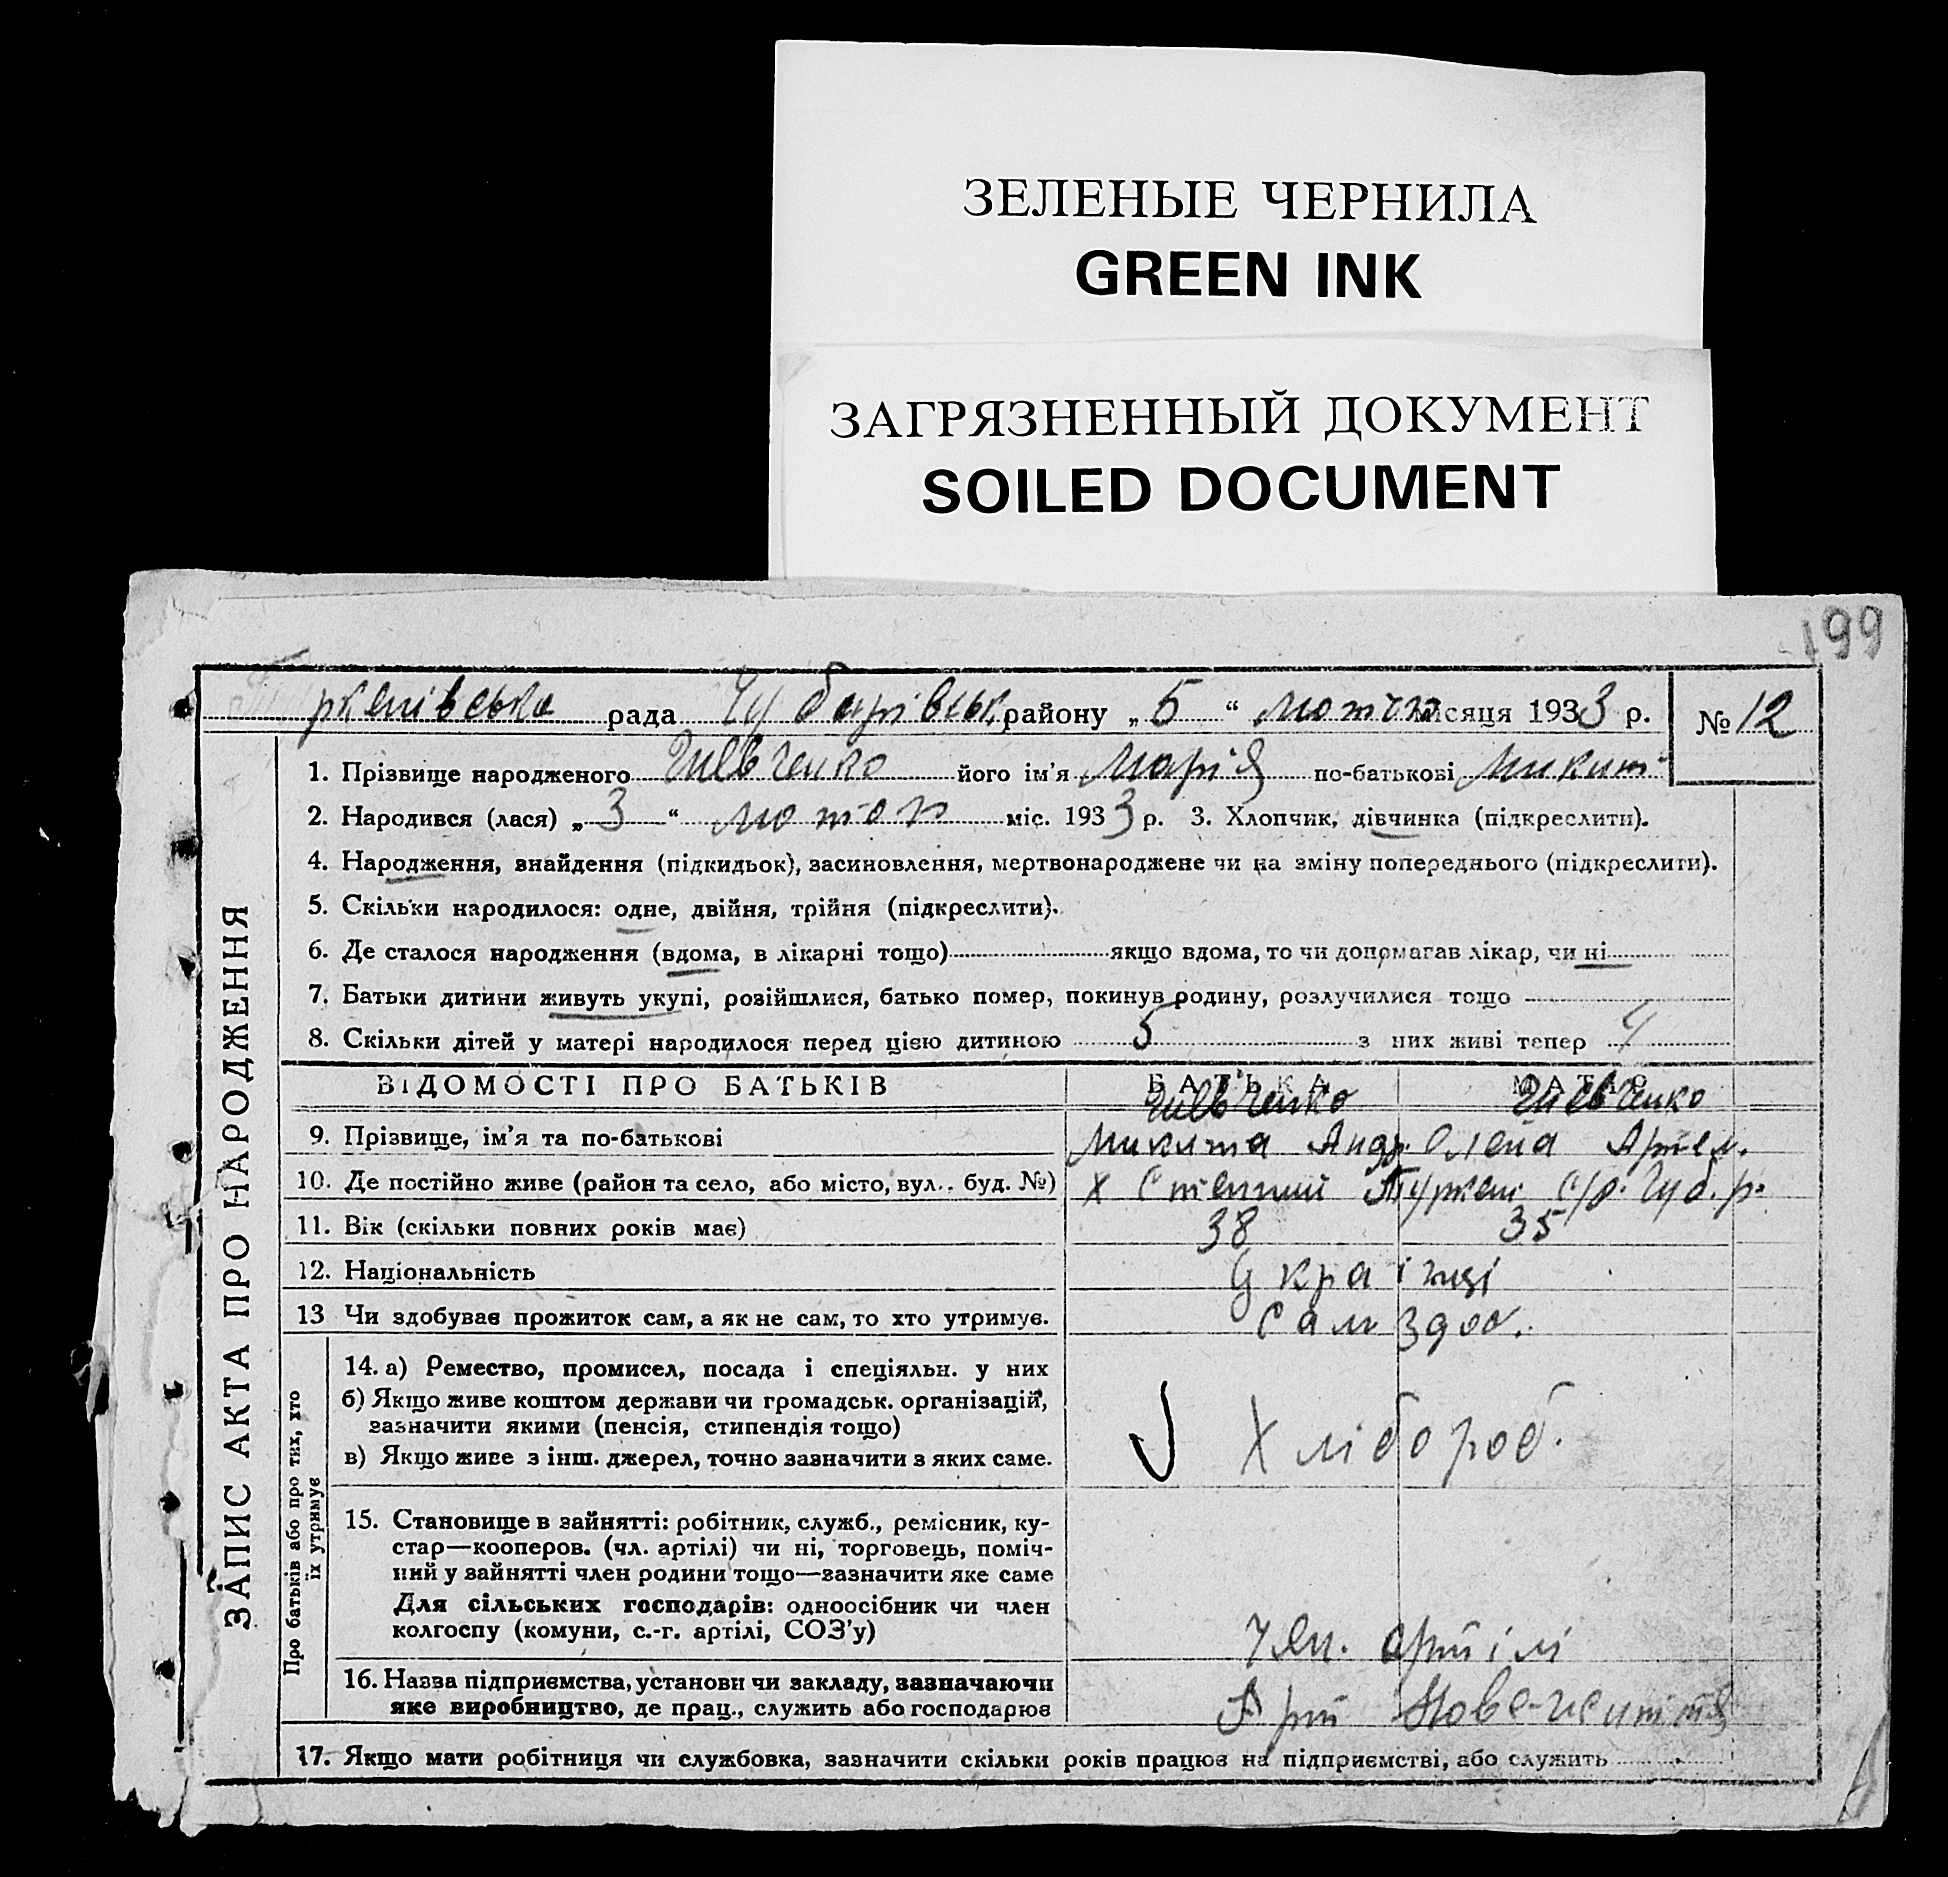 ЗЕЛЕНЫЕ ЧЕРНИЛА
GREEN INK
ЗАГРЯЗНЕННЫЙ ДОКУМЕНТ
SOILED DOCUMENT
199
Туркенівська рада Чубарівськ. району „5“ лютого місяця 1933 р. № 12
1. Прізвище народженого Шевченко його ім’я Марія по-батькові Микит
2. Народився (лася) „3“ лютого міс. 1933 р. 3. Хлопчик, дівчинка (підкреслити).
4. Народження, знайдення (підкидьок), засиновлення, мертвонароджене чи на зміну попереднього (підкреслити).
5. Скільки народилося: одне, двійня, трійня (підкреслити).
6. Де сталося народження (вдома, в лікарні тощо) якщо вдома, то чи допомагав лікар, чи ні
7. Батьки дитини живуть укупі, розійшлися, батько помер, покинув родину, розлучилися тощо
8. Скільки дітей у матері народилося перед цією дитиною 5 з них живі тепер 4
ЗАПИС АКТА ПРО НАРОДЖЕННЯ
ВІДОМОСТІ ПРО БАТЬКІВ БАТЬКА МАТЬ
Шевченко Шевченко
9. Прізвище, ім’я та по-батькові Микита Андр. Олена Артем.
10. Де постійно живе (район та село, або місто, вул., буд. №) х Степний Туркен с/р. Чуб. р.
11. Вік (скільки повних років має) 38 35
12. Національність Українці
13 Чи здобуває прожиток сам, а як не сам, то хто утримує. Сам здоб.
Про батьків або про тих, хто їх утримує
14. а) Ремество, промисел, посада і спеціяльн. у них
б) Якщо живе коштом держави чи громадськ. організацій,
зазначити якими (пенсія, стипендія тощо)
в) Якщо живе з інш. джерел, точно зазначити з яких саме.
Хлібороб.
15. Становище в зайнятті: робітник, служб., ремісник, ку-
стар—кооперов. (чл. артілі) чи ні, торговець, поміч-
ний у зайнятті член родини тощо—зазначити яке саме
Для сільських господарів: одноосібник чи член
колгоспу (комуни, с.-г. артілі, СОЗ’у)
Член. артілі
16. Назва підприємства, установи чи закладу, зазначаючи
яке виробництво, де прац., служить або господарює
Арт Нове-життя
17. Якщо мати робітниця чи службовка, зазначити скільки років працює на підприємстві, або служить